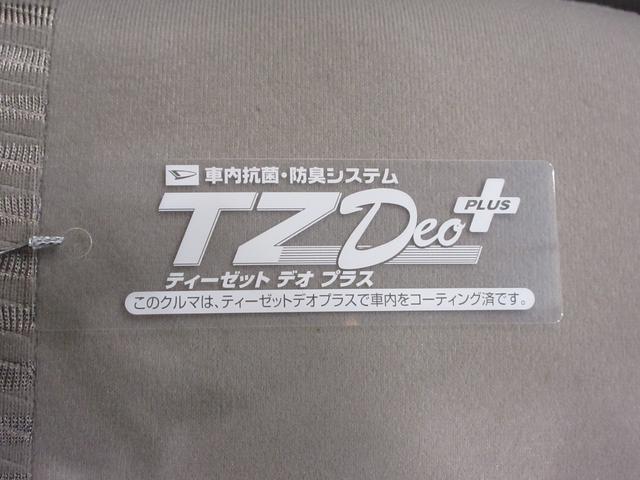 車内抗菌・防臭システム
TZ Deo PLUS
ティーゼット デオ プラス
このクルマは、ティーゼットデオプラスで車内をコーティング済です。